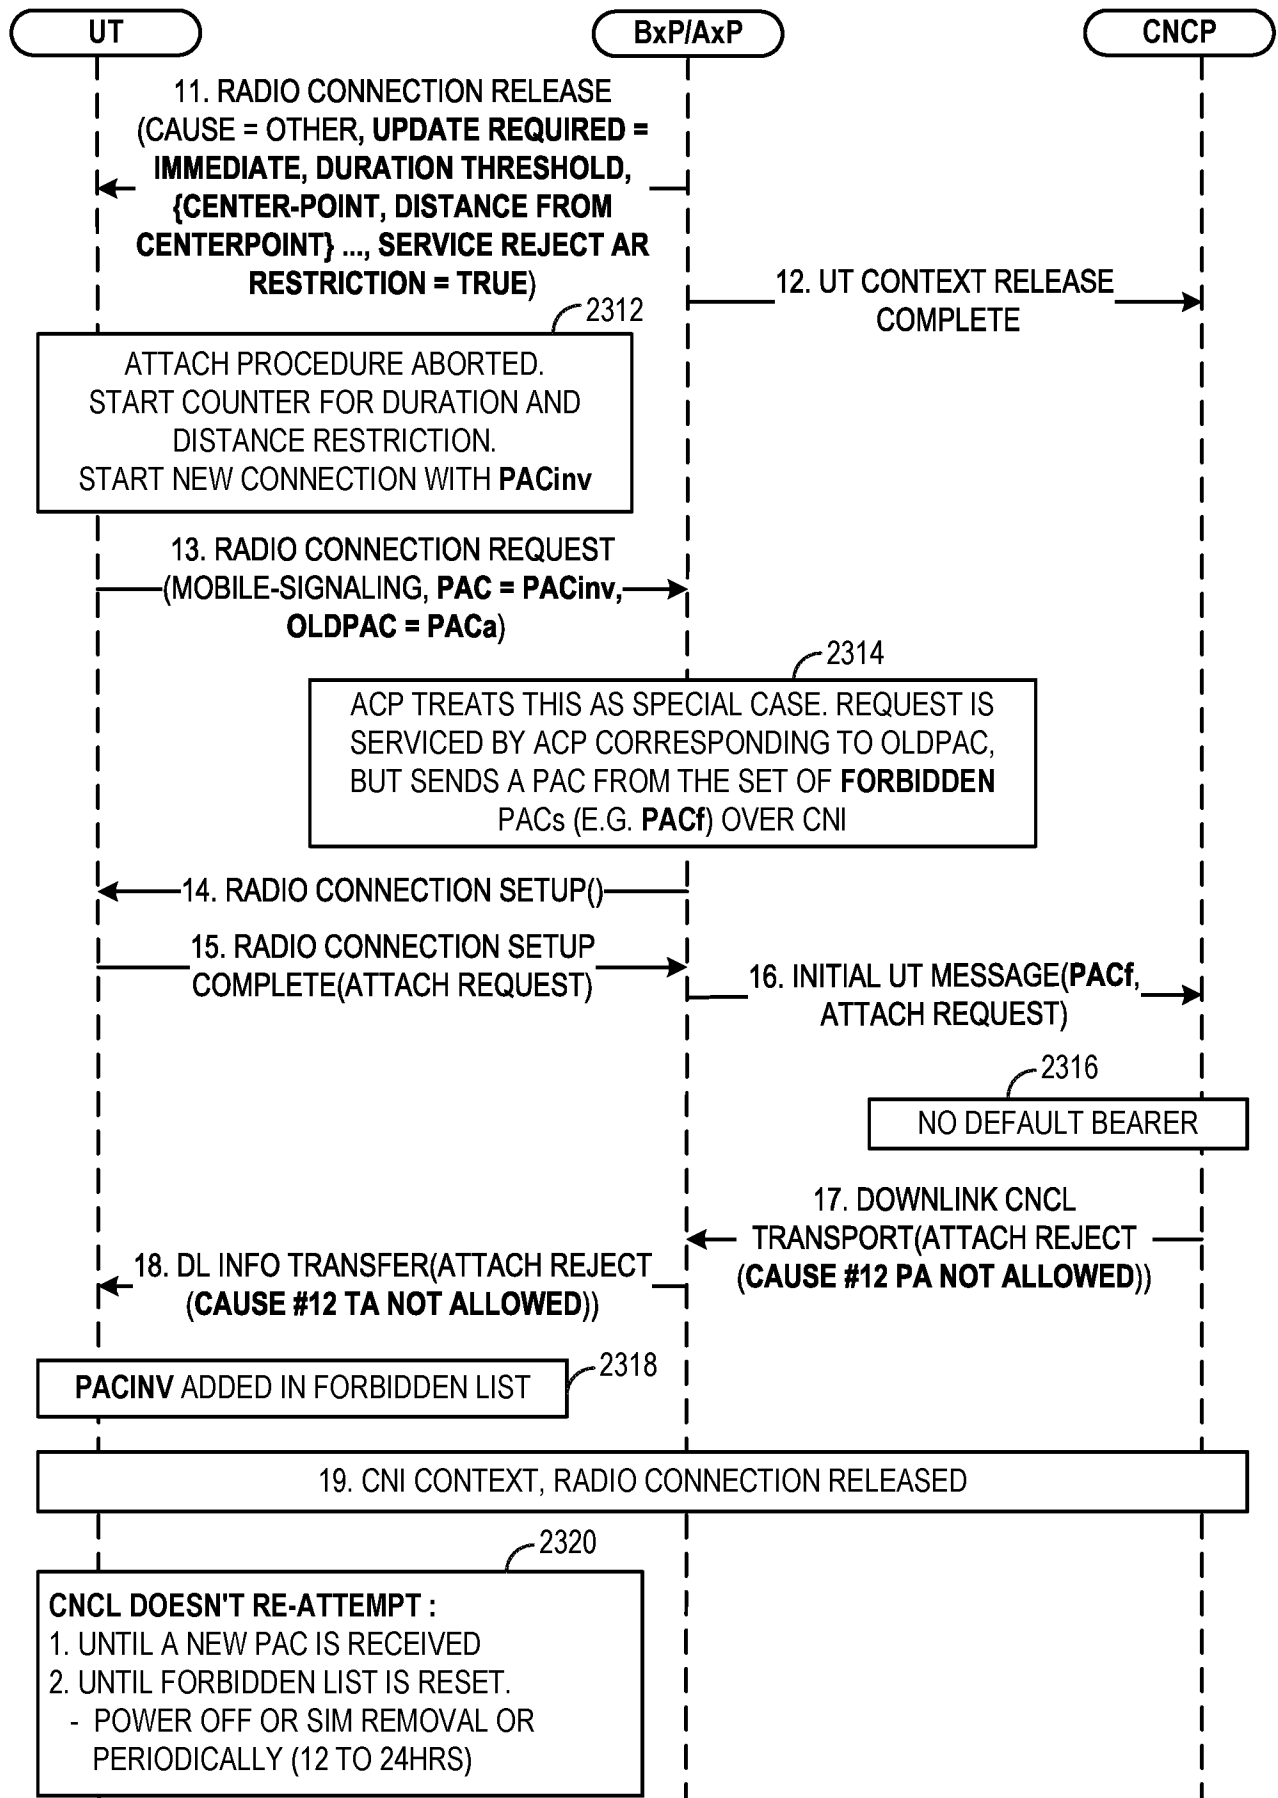 UT
BxP/AxP
CNCP
11. RADIO CONNECTION RELEASE
(CAUSE = OTHER, UPDATE REQUIRED =
IMMEDIATE, DURATION THRESHOLD,
{CENTER-POINT, DISTANCE FROM
CENTERPOINT} ..., SERVICE REJECT AR
RESTRICTION = TRUE)
12. UT CONTEXT RELEASE
COMPLETE
2312
ATTACH PROCEDURE ABORTED.
START COUNTER FOR DURATION AND
DISTANCE RESTRICTION.
START NEW CONNECTION WITH PACinv
13. RADIO CONNECTION REQUEST
(MOBILE-SIGNALING, PAC = PACinv,
OLDPAC = PACa)
2314
ACP TREATS THIS AS SPECIAL CASE. REQUEST IS
SERVICED BY ACP CORRESPONDING TO OLDPAC,
BUT SENDS A PAC FROM THE SET OF FORBIDDEN
PACs (E.G. PACf) OVER CNI
14. RADIO CONNECTION SETUP()
15. RADIO CONNECTION SETUP
COMPLETE(ATTACH REQUEST)
16. INITIAL UT MESSAGE(PACf,
ATTACH REQUEST)
2316
NO DEFAULT BEARER
17. DOWNLINK CNCL
TRANSPORT(ATTACH REJECT
(CAUSE #12 PA NOT ALLOWED))
18. DL INFO TRANSFER(ATTACH REJECT
(CAUSE #12 TA NOT ALLOWED))
2318
PACINV ADDED IN FORBIDDEN LIST
19. CNI CONTEXT, RADIO CONNECTION RELEASED
2320
CNCL DOESN'T RE-ATTEMPT :
1. UNTIL A NEW PAC IS RECEIVED
2. UNTIL FORBIDDEN LIST IS RESET.
- POWER OFF OR SIM REMOVAL OR
PERIODICALLY (12 TO 24HRS)